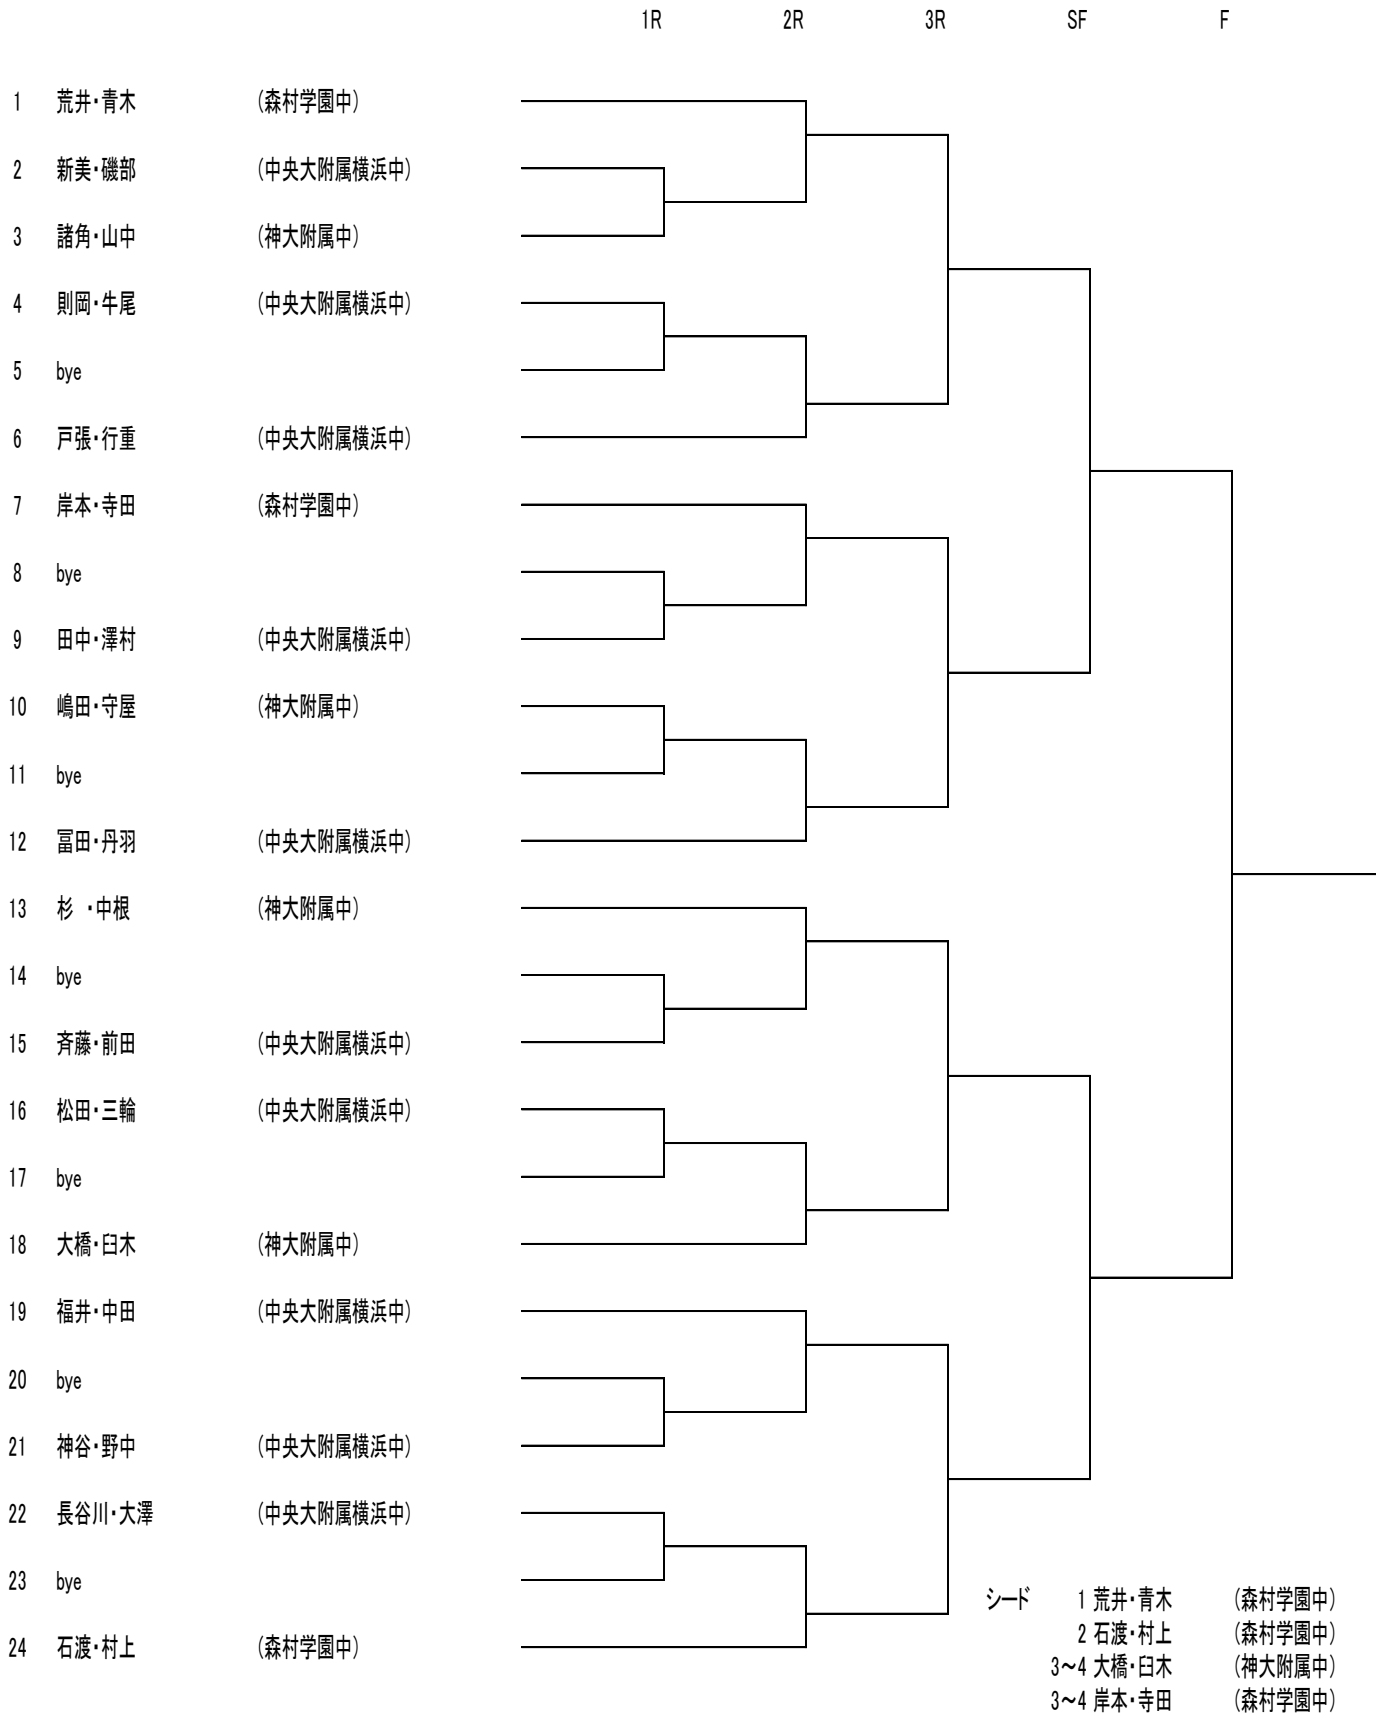 1R 2R 3R SF F
1 荒井・青木 (森村学園中)
2 新美・磯部 (中央大附属横浜中)
3 諸角・山中 (神大附属中)
4 則岡・牛尾 (中央大附属横浜中)
5 bye
6 戸張・行重 (中央大附属横浜中)
7 岸本・寺田 (森村学園中)
8 bye
9 田中・澤村 (中央大附属横浜中)
10 嶋田・守屋 (神大附属中)
11 bye
12 冨田・丹羽 (中央大附属横浜中)
13 杉 ・中根 (神大附属中)
14 bye
15 斉藤・前田 (中央大附属横浜中)
16 松田・三輪 (中央大附属横浜中)
17 bye
18 大橋・臼木 (神大附属中)
19 福井・中田 (中央大附属横浜中)
20 bye
21 神谷・野中 (中央大附属横浜中)
22 長谷川・大澤 (中央大附属横浜中)
23 bye
24 石渡・村上 (森村学園中)
シード 1 荒井・青木 (森村学園中)
2 石渡・村上 (森村学園中)
3～4 大橋・臼木 (神大附属中)
3～4 岸本・寺田 (森村学園中)